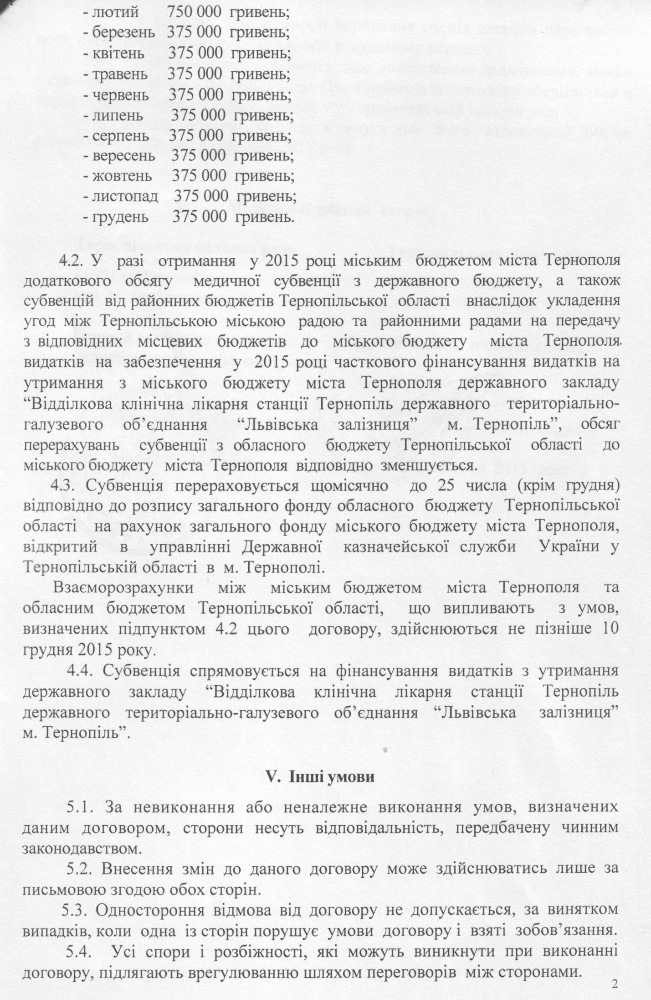 - лютий 750 000 гривень;
- березень 375 000 гривень;
- квітень 375 000 гривень;
- травень 375 000 гривень;
- червень 375 000 гривень;
- липень 375 000 гривень;
- серпень 375 000 гривень;
- вересень 375 000 гривень;
- жовтень 375 000 гривень;
- листопад 375 000 гривень;
- грудень 375 000 гривень.
4.2. У разі отримання у 2015 році міським бюджетом міста Тернополя
додаткового обсягу медичної субвенції з державного бюджету, а також
субвенцій від районних бюджетів Тернопільської області внаслідок укладення
угод між Тернопільською міською радою та районними радами на передачу
з відповідних місцевих бюджетів до міського бюджету міста Тернополя
видатків на забезпечення у 2015 році часткового фінансування видатків на
утримання з міського бюджету міста Тернополя державного закладу
“Відділкова клінічна лікарня станції Тернопіль державного територіально-
галузевого об’єднання “Львівська залізниця” м. Тернопіль”, обсяг
перерахувань субвенції з обласного бюджету Тернопільської області до
міського бюджету міста Тернополя відповідно зменшується.
4.3. Субвенція перераховується щомісячно до 25 числа (крім грудня)
відповідно до розпису загального фонду обласного бюджету Тернопільської
області на рахунок загального фонду міського бюджету міста Тернополя,
відкритий в управлінні Державної казначейської служби України у
Тернопільській області в м. Тернополі.
Взаєморозрахунки між міським бюджетом міста Тернополя та
обласним бюджетом Тернопільської області, що випливають з умов,
визначених підпунктом 4.2 цього договору, здійснюються не пізніше 10
грудня 2015 року.
4.4. Субвенція спрямовується на фінансування видатків з утримання
державного закладу “Відділкова клінічна лікарня станції Тернопіль
державного територіально-галузевого об’єднання “Львівська залізниця”
м. Тернопіль”.
V. Інші умови
5.1. За невиконання або неналежне виконання умов, визначених
даним договором, сторони несуть відповідальність, передбачену чинним
законодавством.
5.2. Внесення змін до даного договору може здійснюватись лише за
письмовою згодою обох сторін.
5.3. Одностороння відмова від договору не допускається, за винятком
випадків, коли одна із сторін порушує умови договору і взяті зобов’язання.
5.4. Усі спори і розбіжності, які можуть виникнути при виконанні
договору, підлягають врегулюванню шляхом переговорів між сторонами.
2